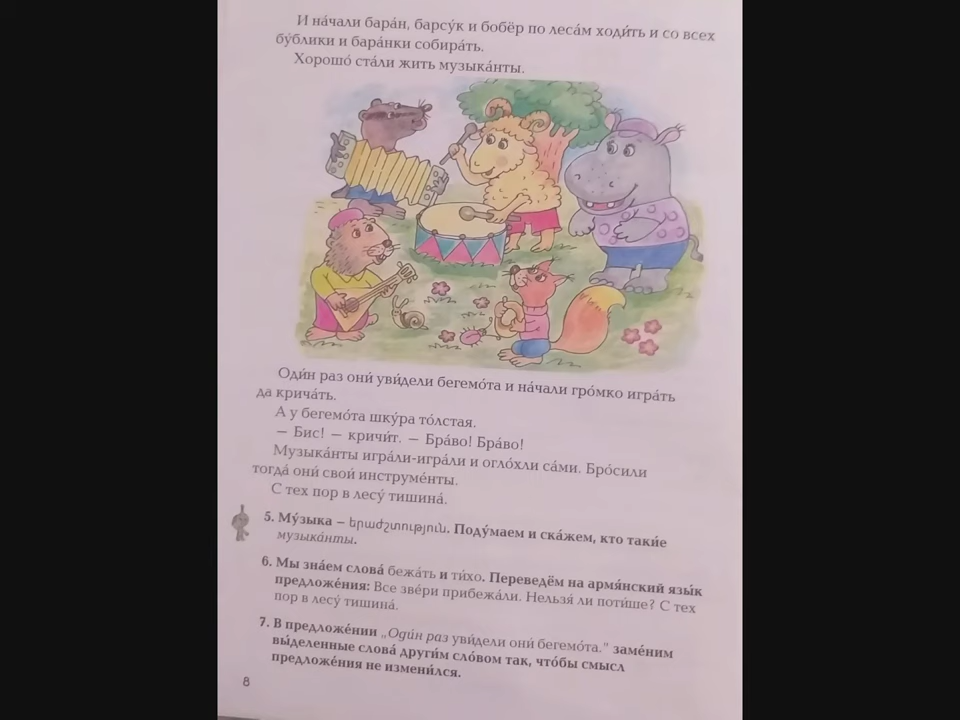 И на́чали бара́н, барсу́к и бобёр по леса́м ходи́ть и со всех
бу́блики и бара́нки собира́ть.
Хорошо́ ста́ли жить музыка́нты.
Оди́н раз они́ уви́дели бегемо́та и на́чали гро́мко игра́ть
да крича́ть.
А у бегемо́та шку́ра то́лстая.
— Бис! — кричи́т. — Бра́во! Бра́во!
Музыка́нты игра́ли-игра́ли и огло́хли са́ми. Бро́сили
тогда́ они́ свои́ инструме́нты.
С тех пор в лесу́ тишина́.
5. Му́зыка – երաժշտություն. Поду́маем и ска́жем, кто таки́е
музыка́нты.
6. Мы зна́ем слова́ бежа́ть и ти́хо. Переведём на армя́нский язы́к
предложе́ния: Все зве́ри прибежа́ли. Нельзя́ ли поти́ше? С тех
пор в лесу́ тишина́.
7. В предложе́нии „Оди́н раз уви́дели они́ бегемо́та." заме́ним
вы́деленные слова́ други́м сло́вом так, что́бы смысл
предложе́ния не измени́лся.
8